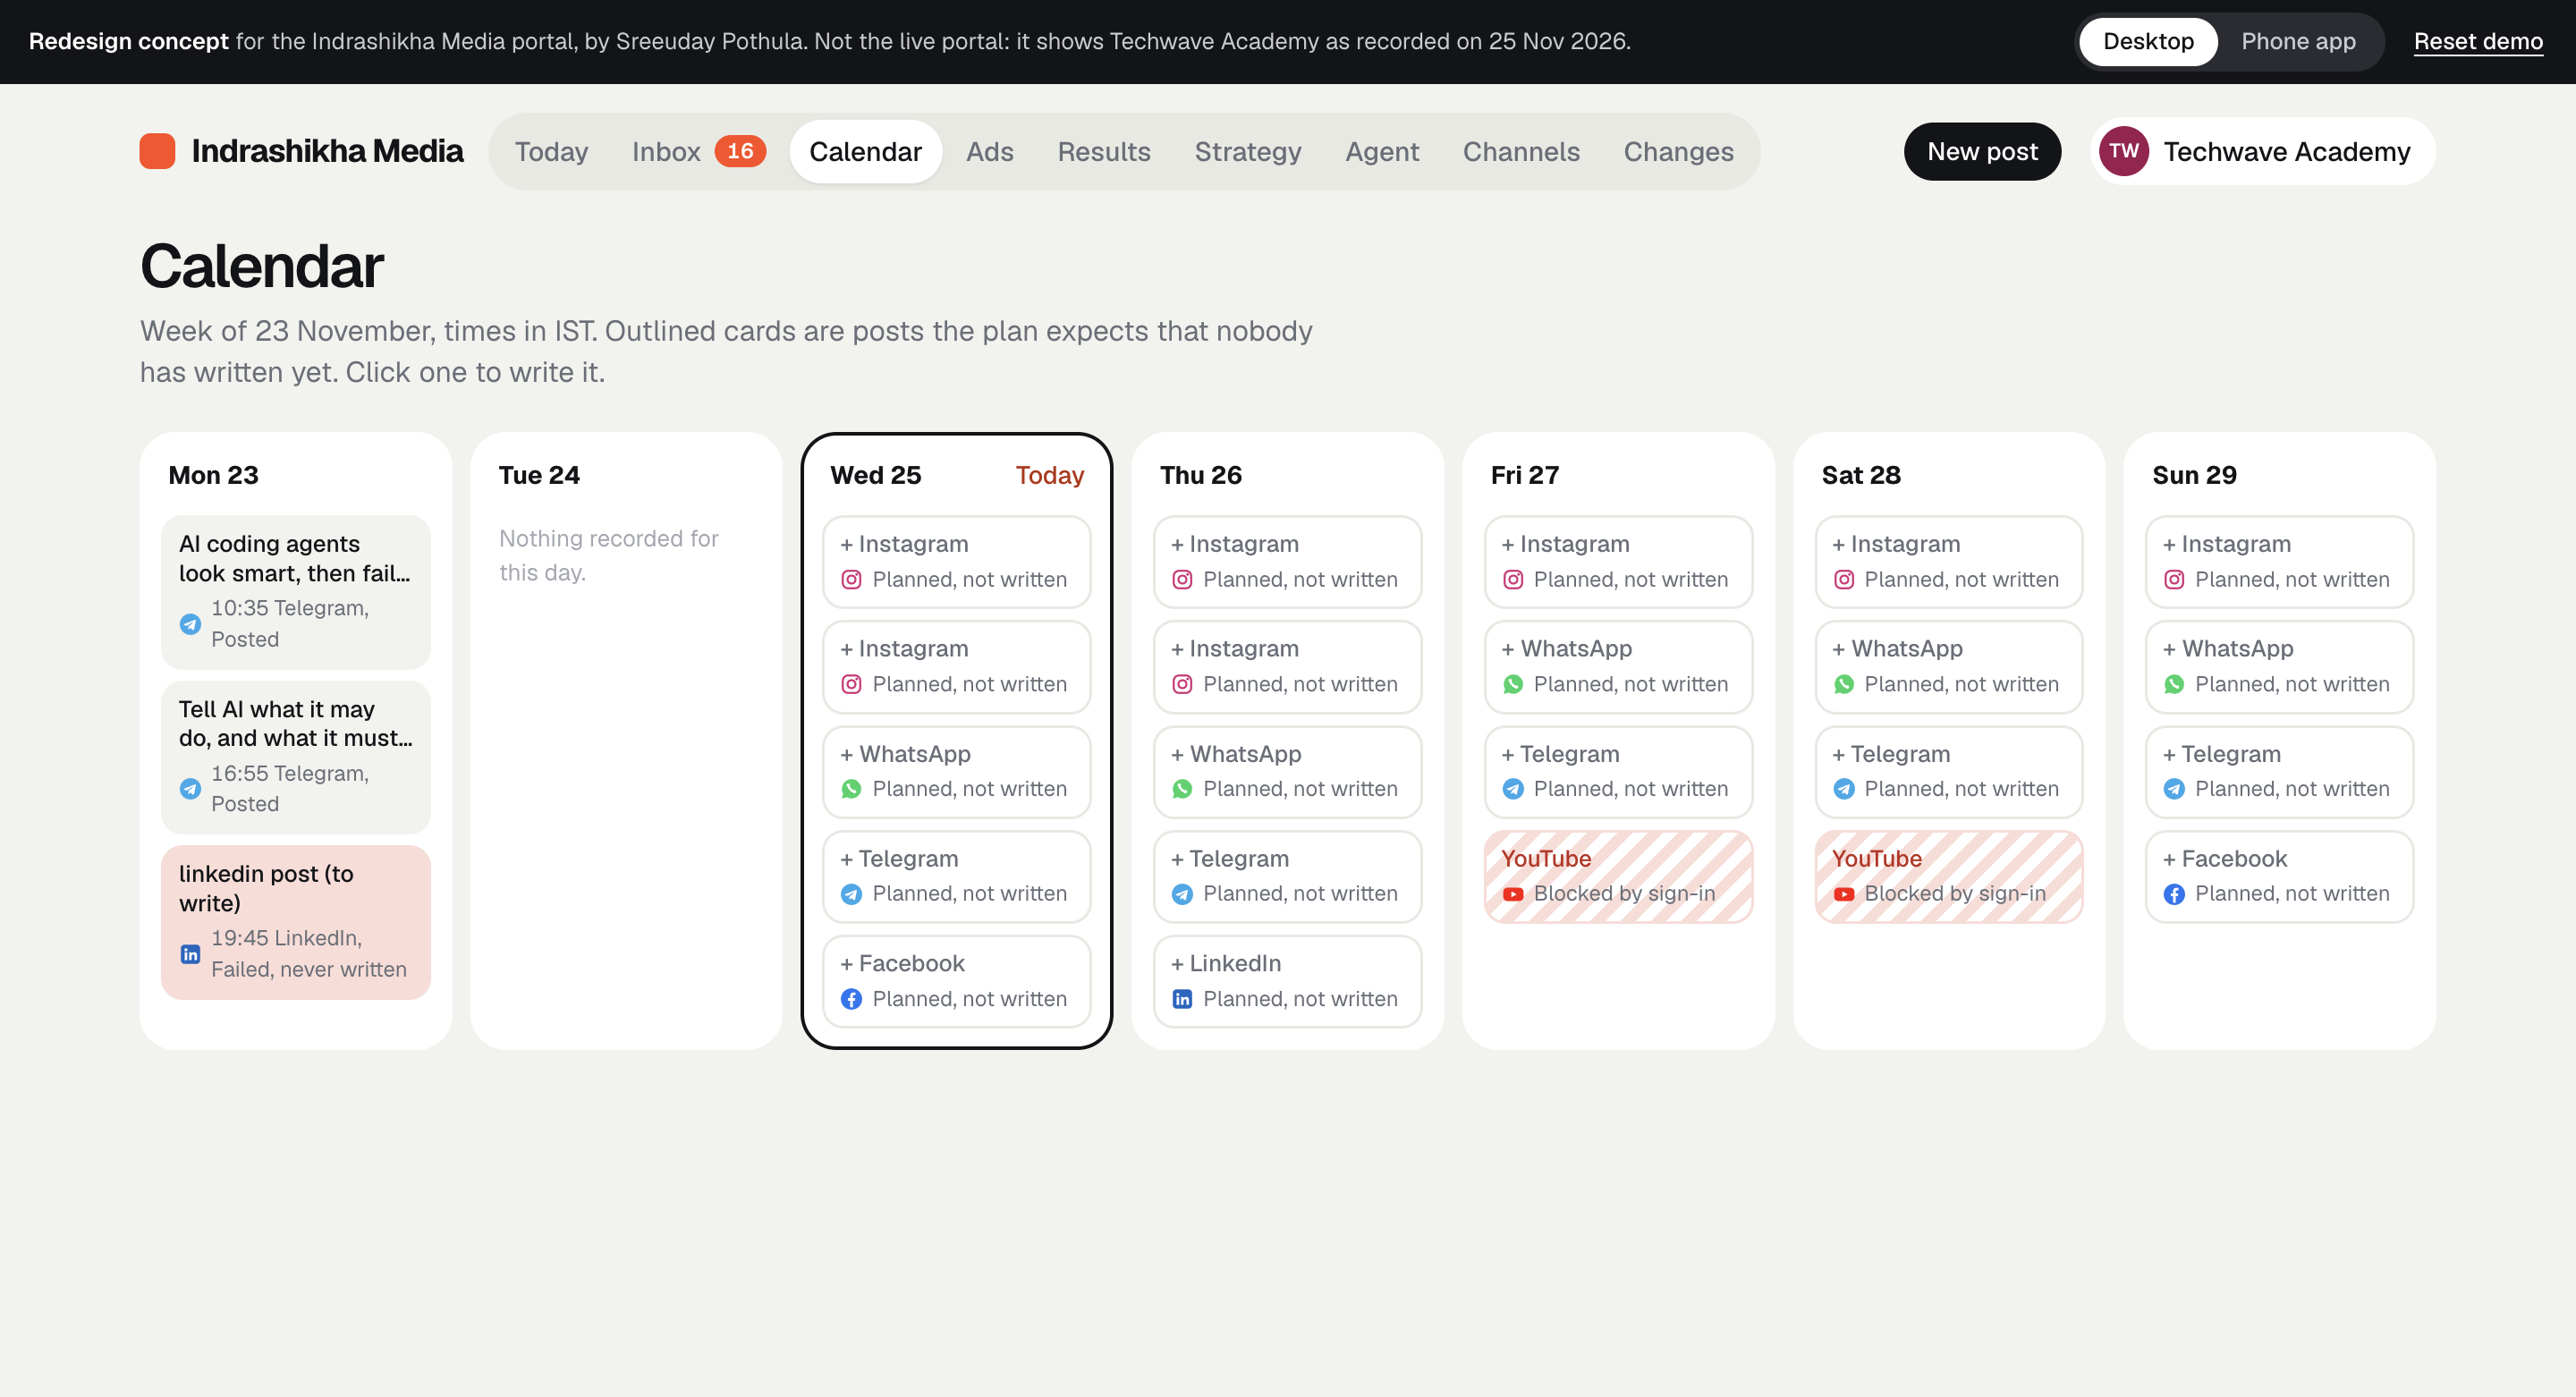 Redesign concept for the Indrashikha Media portal, by Sreeuday Pothula. Not the live portal: it shows Techwave Academy as recorded on 25 Nov 2026.
Desktop
Phone app
Reset demo
Indrashikha Media
Today
Inbox 16
Calendar
Ads
Results
Strategy
Agent
Channels
Changes
New post
TW Techwave Academy
Calendar
Week of 23 November, times in IST. Outlined cards are posts the plan expects that nobody
has written yet. Click one to write it.
Mon 23
AI coding agents
look smart, then fail...
10:35 Telegram,
Posted
Tell AI what it may
do, and what it must...
16:55 Telegram,
Posted
linkedin post (to
write)
in
19:45 LinkedIn,
Failed, never written
Tue 24
Nothing recorded for
this day.
Wed 25 Today
+ Instagram
Planned, not written
+ Instagram
Planned, not written
+ WhatsApp
Planned, not written
+ Telegram
Planned, not written
+ Facebook
Planned, not written
Thu 26
+ Instagram
Planned, not written
+ Instagram
Planned, not written
+ WhatsApp
Planned, not written
+ Telegram
Planned, not written
+ LinkedIn
in Planned, not written
Fri 27
+ Instagram
Planned, not written
+ WhatsApp
Planned, not written
+ Telegram
Planned, not written
YouTube
Blocked by sign-in
Sat 28
+ Instagram
Planned, not written
+ WhatsApp
Planned, not written
+ Telegram
Planned, not written
YouTube
Blocked by sign-in
Sun 29
+ Instagram
Planned, not written
+ WhatsApp
Planned, not written
+ Telegram
Planned, not written
+ Facebook
Planned, not written